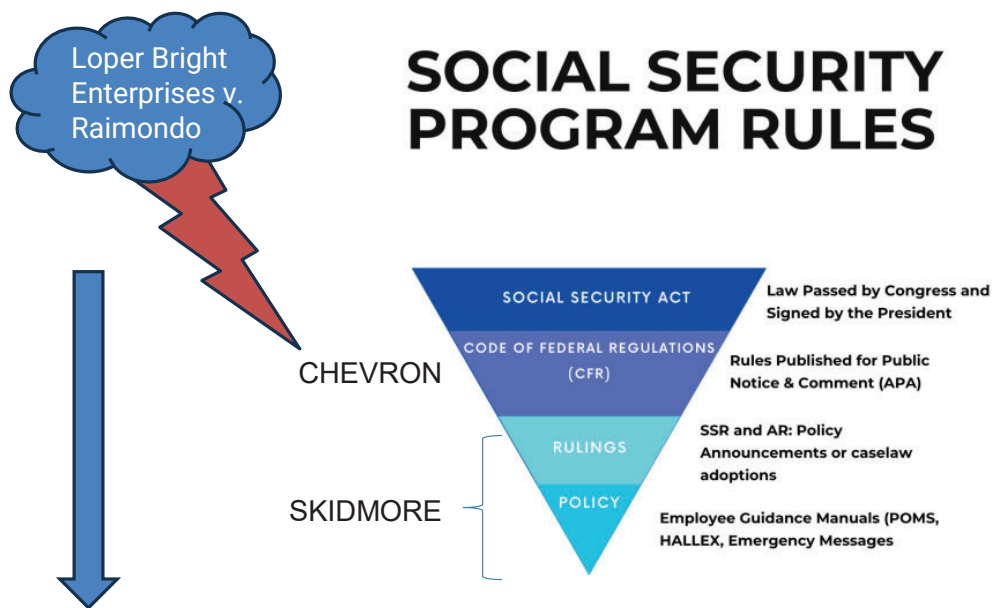 Loper Bright
Enterprises v.
Raimondo
SOCIAL SECURITY
PROGRAM RULES
SOCIAL SECURITY ACT
Law Passed by Congress and
Signed by the President
CHEVRON
CODE OF FEDERAL REGULATIONS
(CFR)
Rules Published for Public
Notice & Comment (APA)
RULINGS
SSR and AR: Policy
Announcements or caselaw
adoptions
SKIDMORE
POLICY
Employee Guidance Manuals (POMS,
HALLEX, Emergency Messages